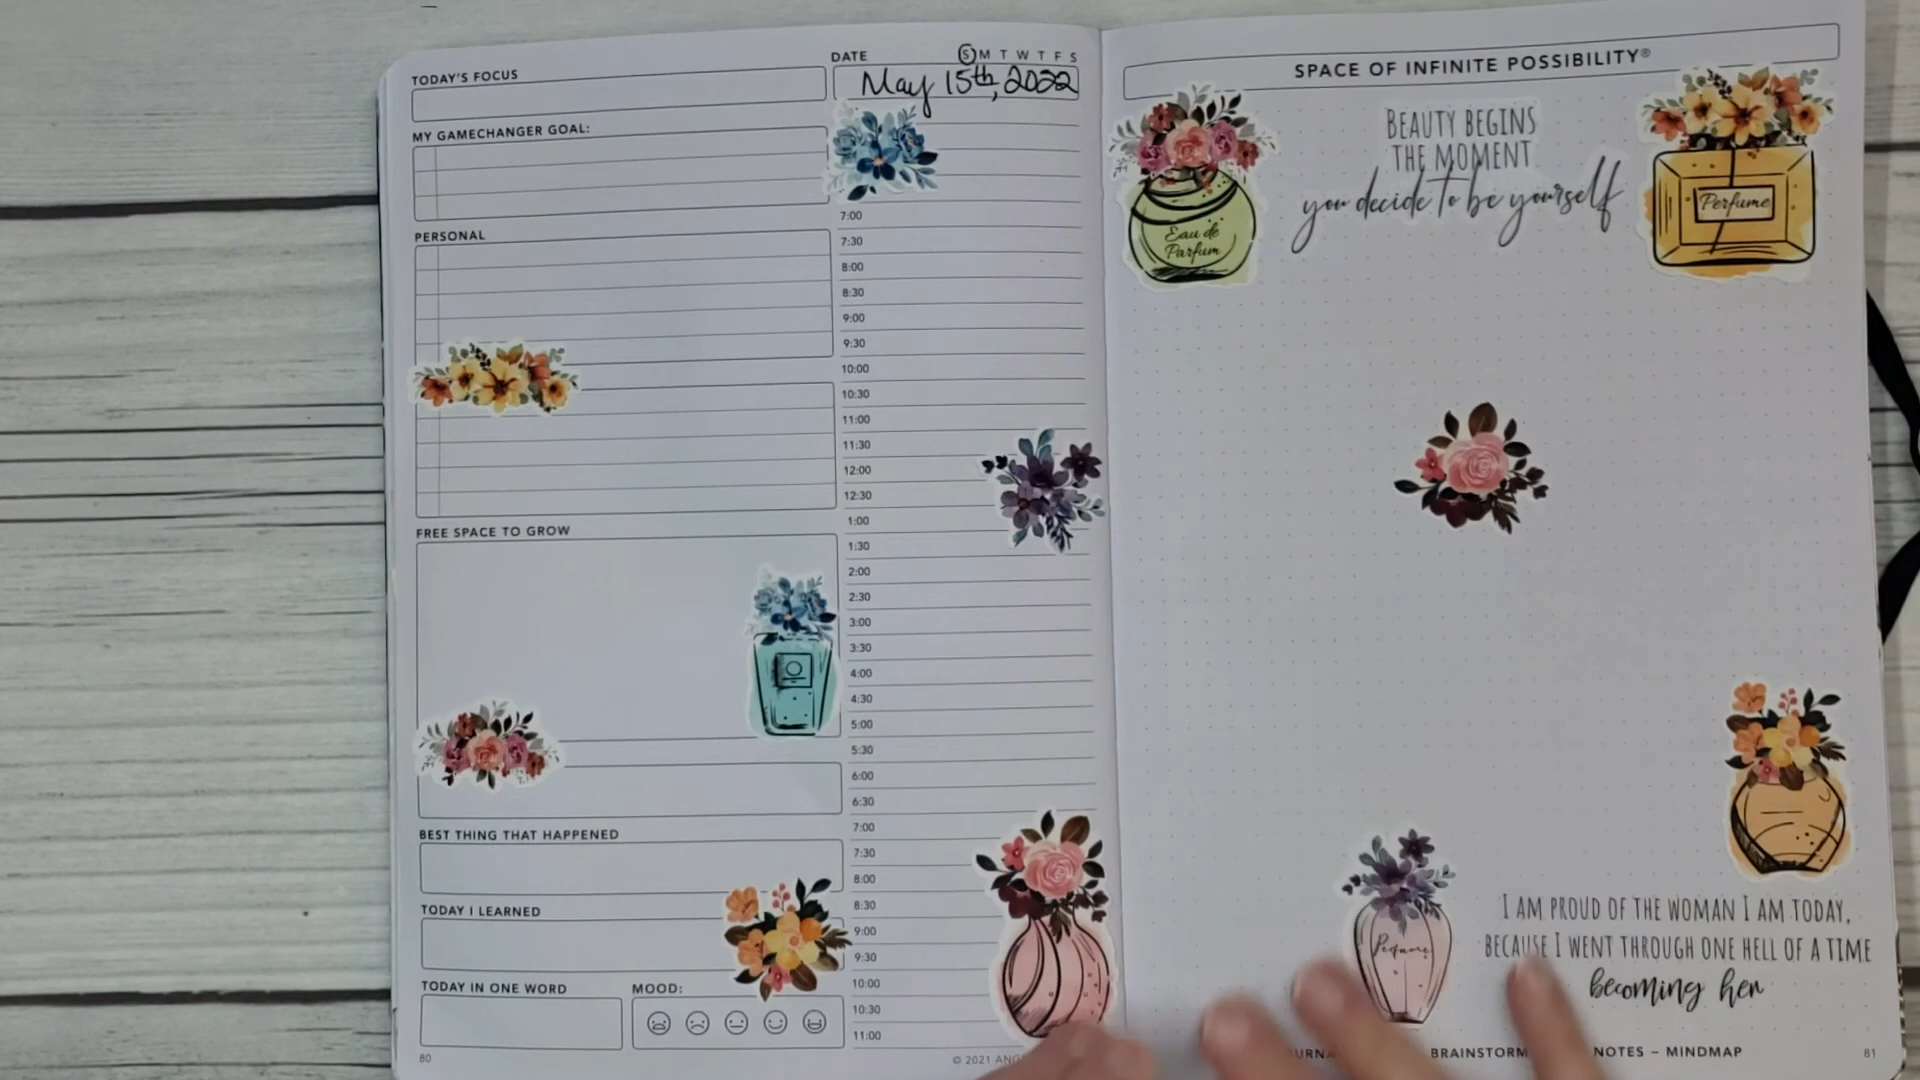 TODAY'S FOCUS
DATE
S M T W T F S
May 15th, 2022
MY GAMECHANGER GOAL:
PERSONAL
FREE SPACE TO GROW
BEST THING THAT HAPPENED
TODAY I LEARNED
TODAY IN ONE WORD
MOOD:
80
7:00
7:30
8:00
8:30
9:00
9:30
10:00
10:30
11:00
11:30
12:00
12:30
1:00
1:30
2:00
2:30
3:00
3:30
4:00
4:30
5:00
5:30
6:00
6:30
7:00
7:30
8:00
8:30
9:00
9:30
10:00
10:30
11:00
© 2021
SPACE OF INFINITE POSSIBILITY®
BEAUTY BEGINS
THE MOMENT
you decide to be yourself
Eau de
Parfum
Perfume
Perfume
I AM PROUD OF THE WOMAN I AM TODAY,
BECAUSE I WENT THROUGH ONE HELL OF A TIME
becoming her
NOTES – MINDMAP
81